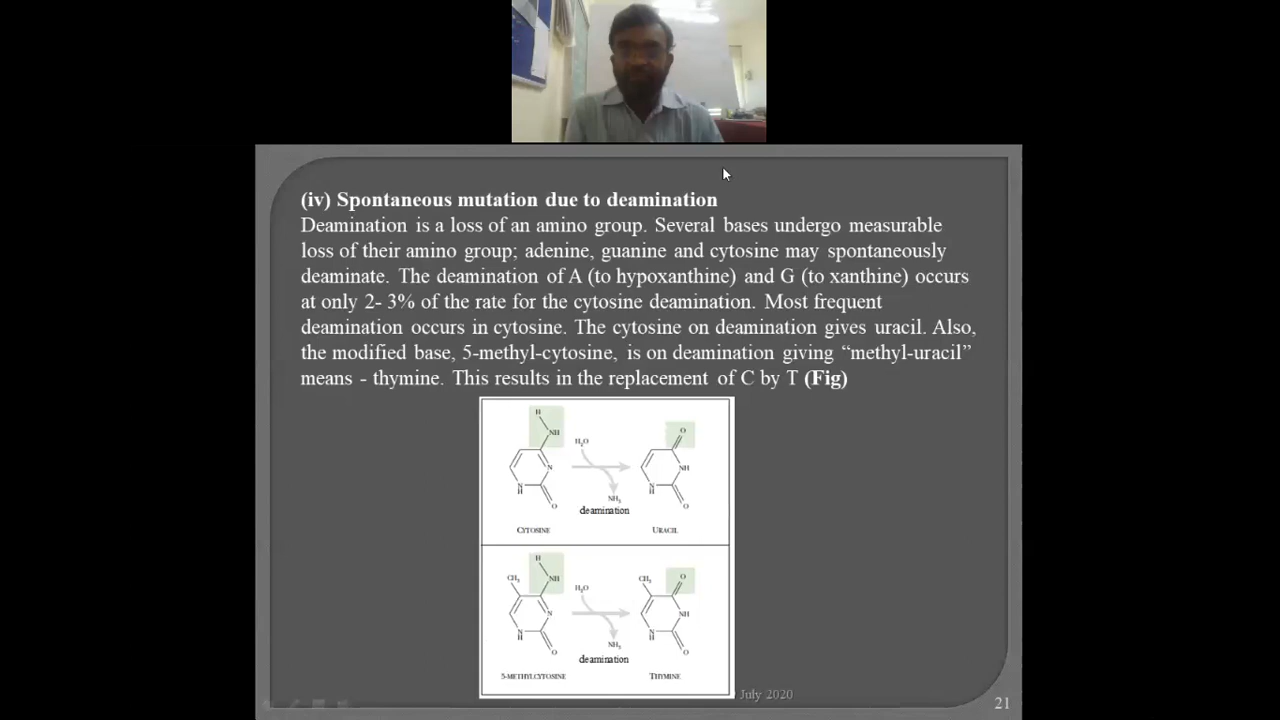 (iv) Spontaneous mutation due to deamination
Deamination is a loss of an amino group. Several bases undergo measurable
loss of their amino group; adenine, guanine and cytosine may spontaneously
deaminate. The deamination of A (to hypoxanthine) and G (to xanthine) occurs
at only 2- 3% of the rate for the cytosine deamination. Most frequent
deamination occurs in cytosine. The cytosine on deamination gives uracil. Also,
the modified base, 5-methyl-cytosine, is on deamination giving “methyl-uracil”
means - thymine. This results in the replacement of C by T (Fig)
H
NH
H₂O
O
N
NH
N
H
O
NH₃
N
H
O
deamination
CYTOSINE
URACIL
H
CH₃
NH
H₂O
CH₃
O
N
NH
N
H
O
NH₃
N
H
O
deamination
5-METHYLCYTOSINE
THYMINE
July 2020
21